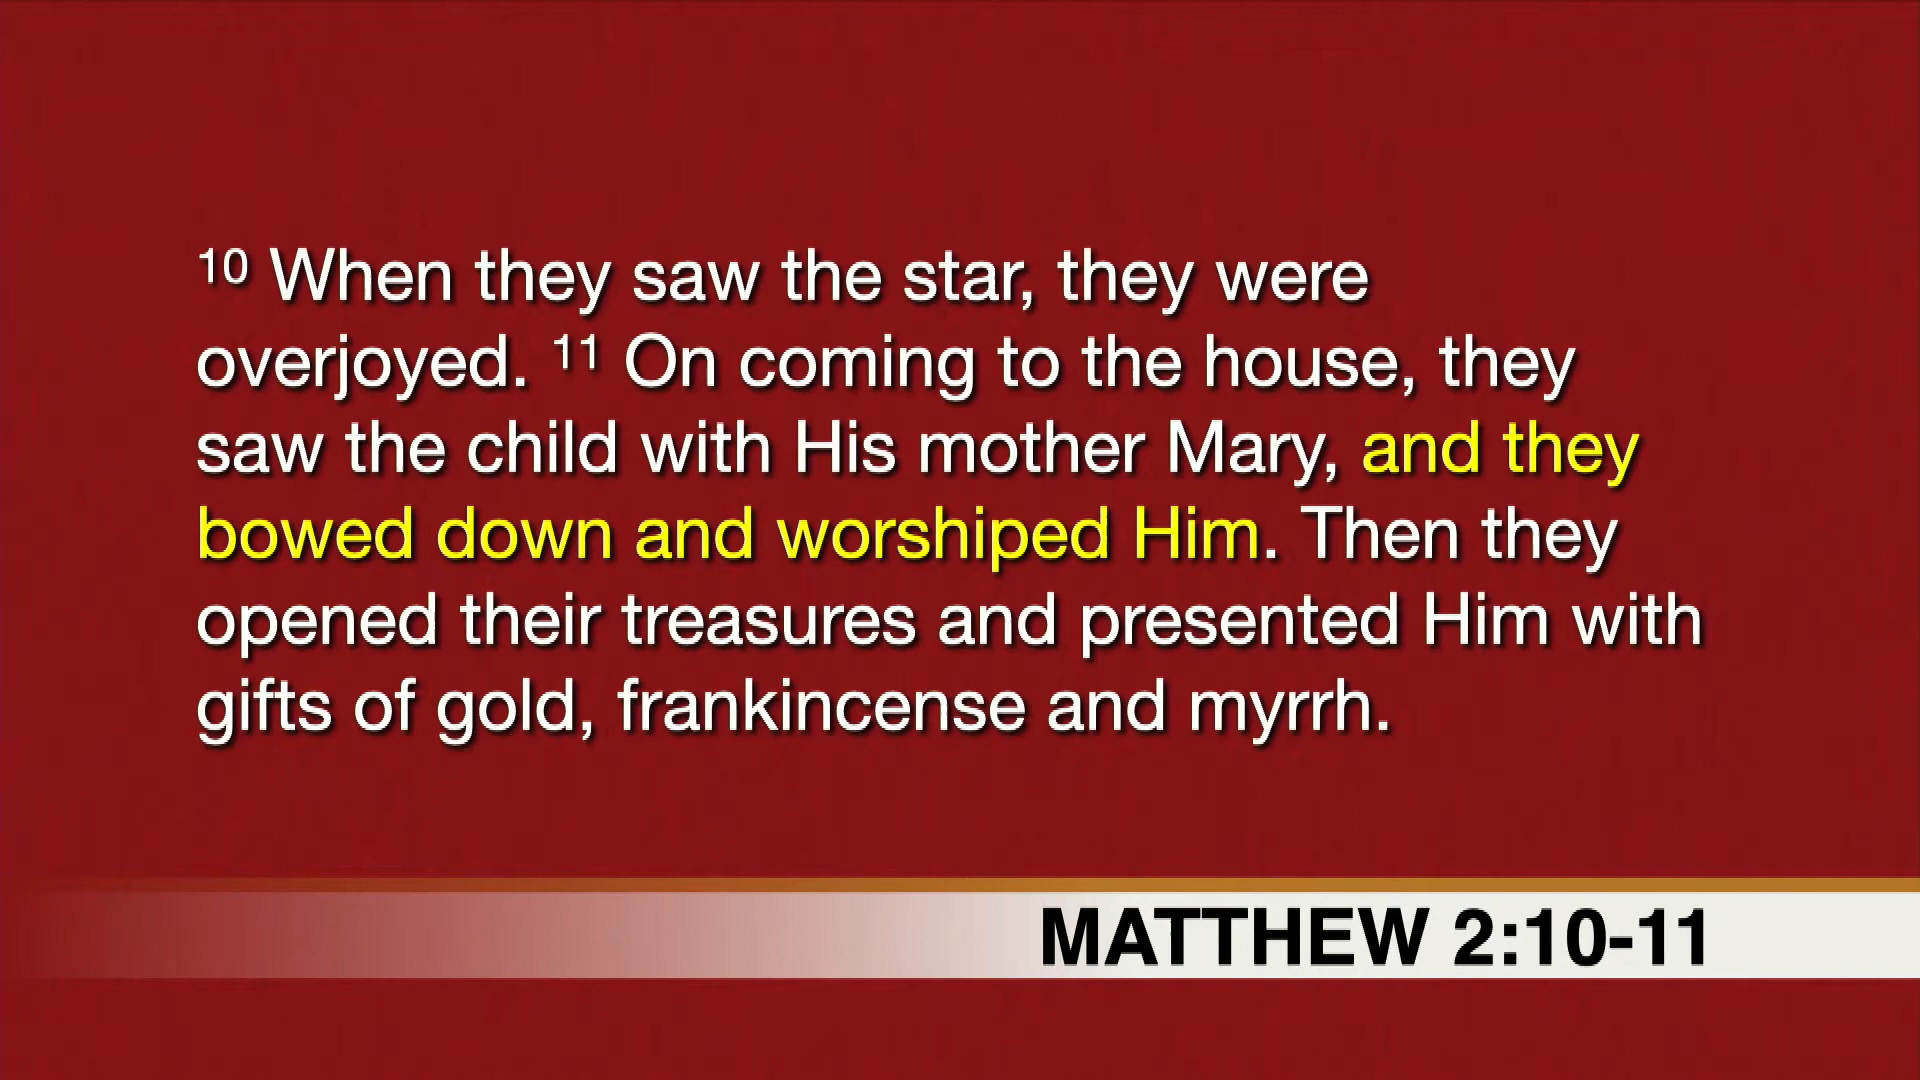 10 When they saw the star, they were
overjoyed. 11 On coming to the house, they
saw the child with His mother Mary, and they
bowed down and worshiped Him. Then they
opened their treasures and presented Him with
gifts of gold, frankincense and myrrh.
MATTHEW 2:10-11